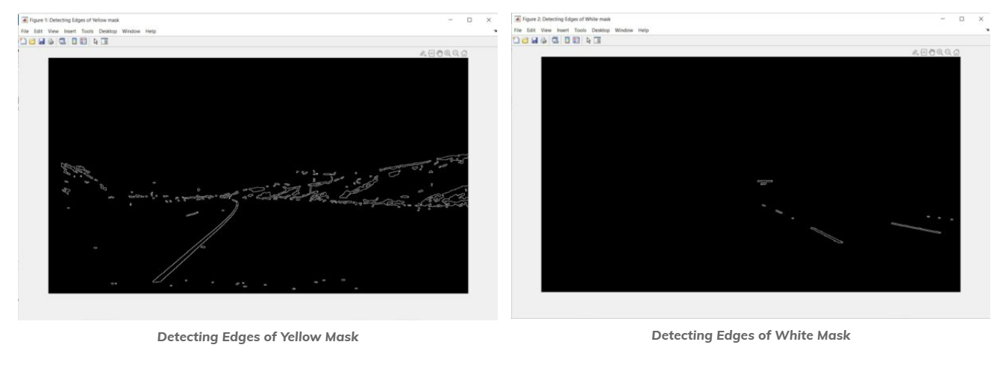 Figure 1: Detecting Edges of Yellow mask
File Edit View Insert Tools Desktop Window Help
Figure 2: Detecting Edges of White mask
File Edit View Insert Tools Desktop Window Help
Detecting Edges of Yellow Mask
Detecting Edges of White Mask